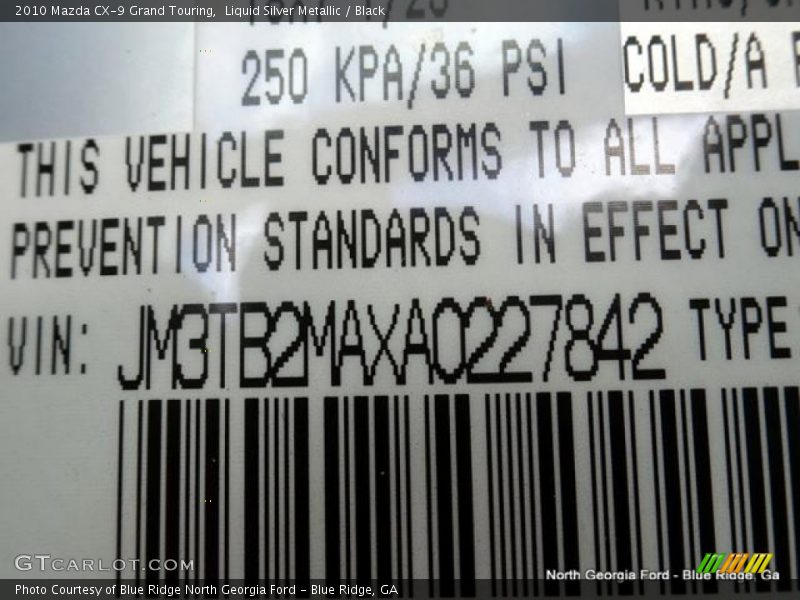 2010 Mazda CX-9 Grand Touring, Liquid Silver Metallic / Black
250 KPA/36 PSI COLD/A
THIS VEHICLE CONFORMS TO ALL APPL
PREVENTION STANDARDS IN EFFECT ON
VIN: JM3TB2MAXA0227842 TYPE
GTCARLOT.COM
North Georgia Ford - Blue Ridge, Ga
Photo Courtesy of Blue Ridge North Georgia Ford - Blue Ridge, GA